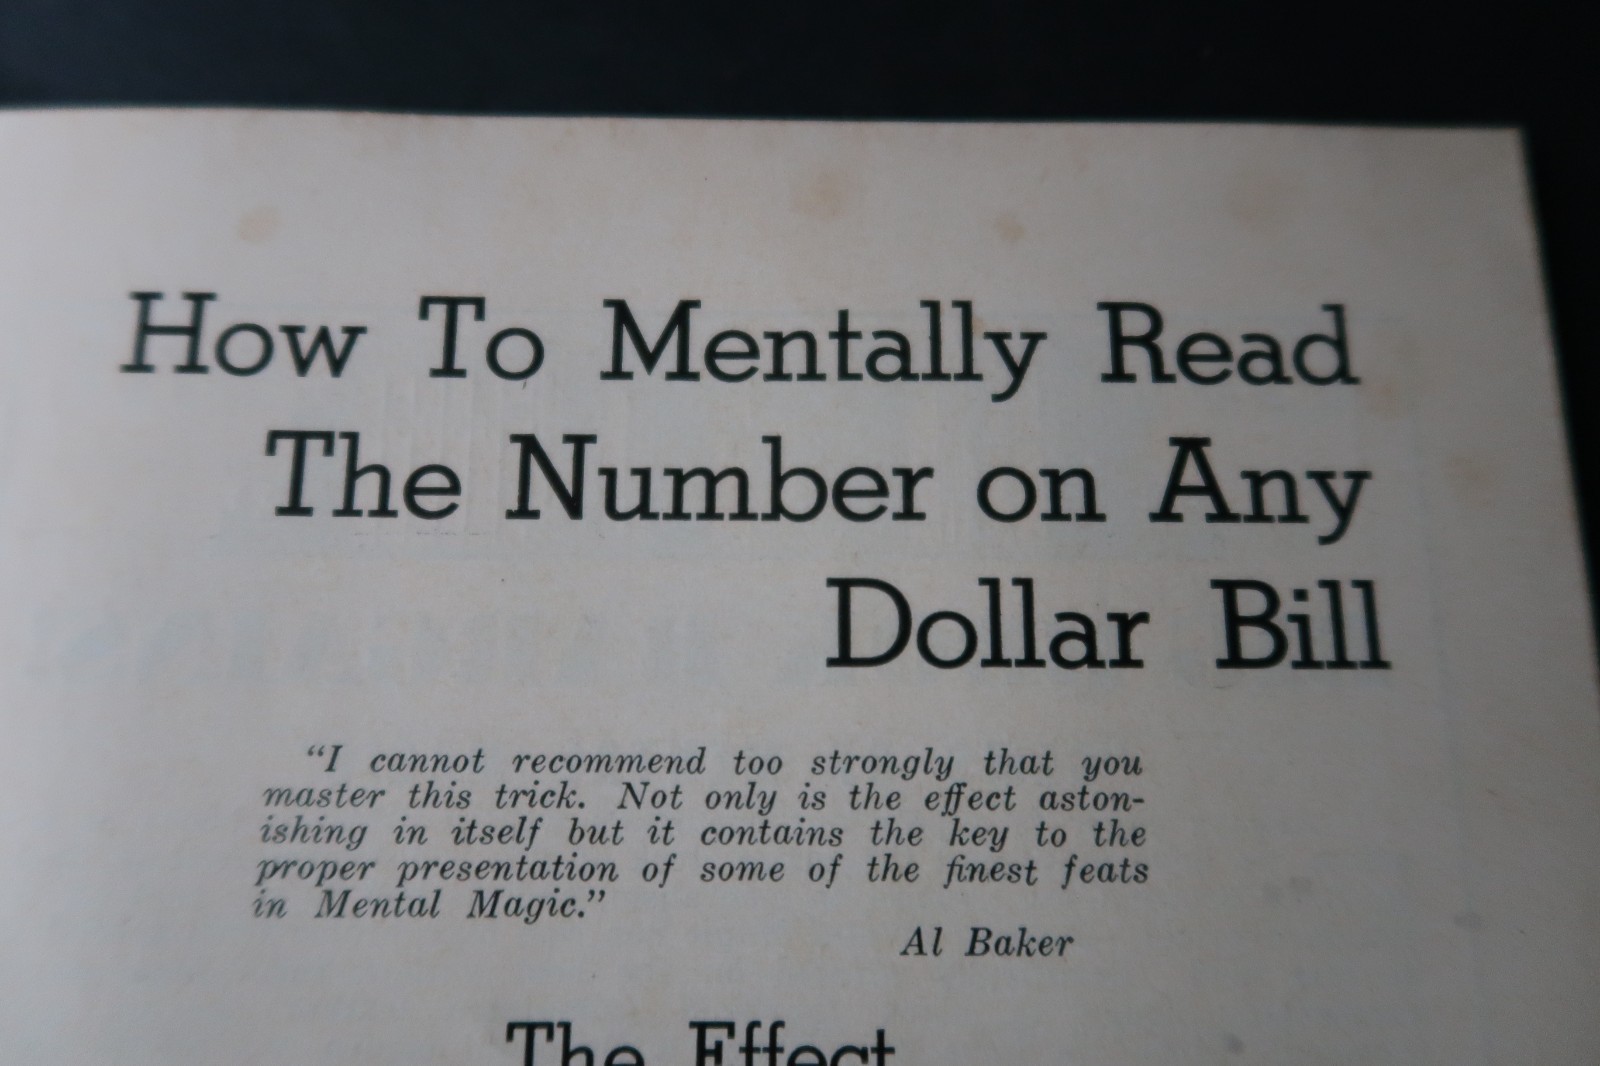 How To Mentally Read
The Number on Any
Dollar Bill
“I cannot recommend too strongly that you
master this trick. Not only is the effect aston-
ishing in itself but it contains the key to the
proper presentation of some of the finest feats
in Mental Magic.”
Al Baker
The Effect